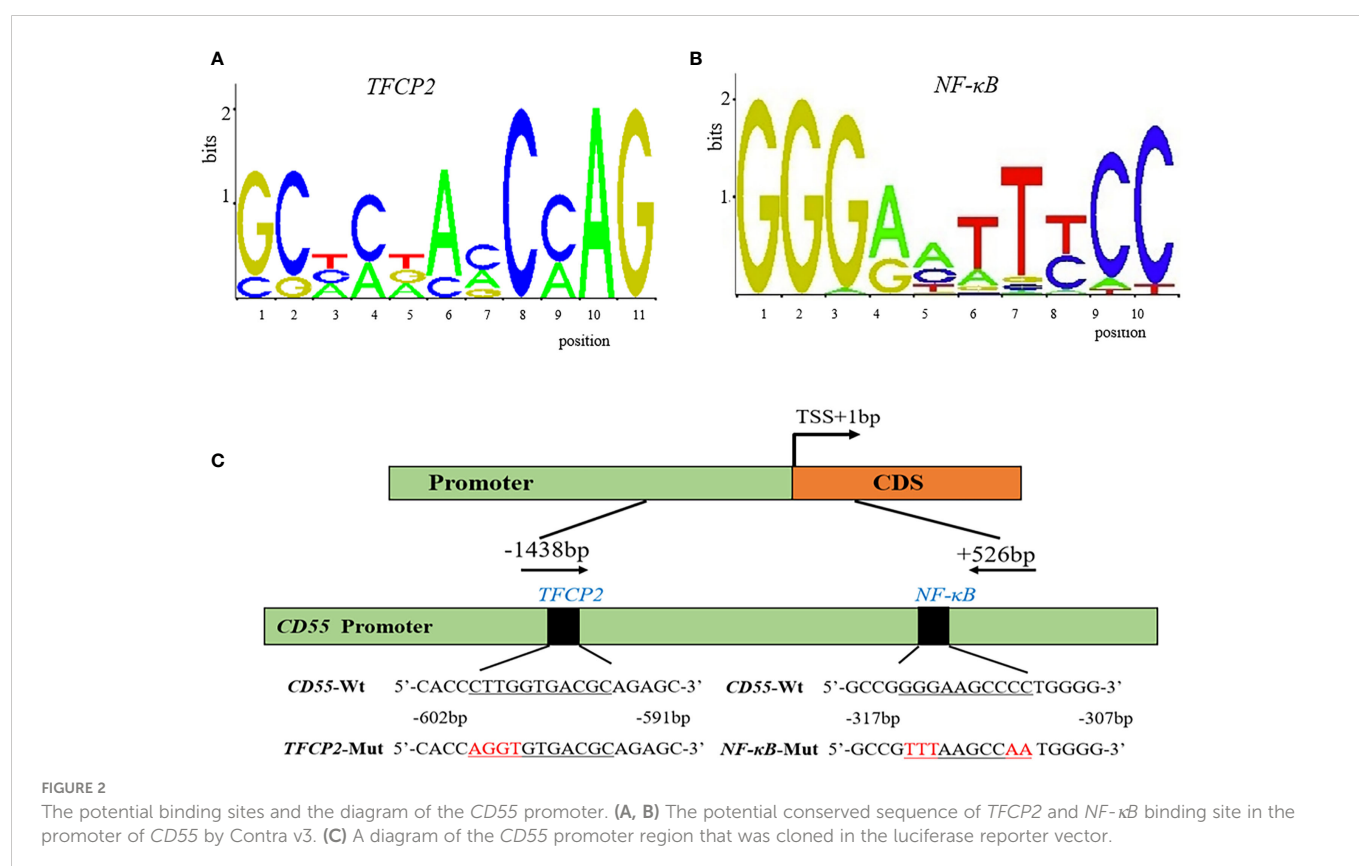 A
TFCP2
2
bits
1
GCTCTACCCAG
CGCAGCAA
AAAG
1 2 3 4 5 6 7 8 9 10 11
position
B
NF-κB
2
bits
1
GGGAATTTCC
1 2 3 4 5 6 7 8 9 10
position
C
TSS+1bp
Promoter CDS
-1438bp +526bp
TFCP2 NF-κB
CD55 Promoter
CD55-Wt 5’-CACCCTTGGTGACGCAGAGC-3’ CD55-Wt 5’-GCCGGGGAAGCCCCTGGGG-3’
-602bp -591bp -317bp -307bp
TFCP2-Mut 5’-CACCAGGTGTGACGCAGAGC-3’ NF-κB-Mut 5’-GCCGTTTAAGCCAATGGGG-3’
FIGURE 2
The potential binding sites and the diagram of the CD55 promoter. (A, B) The potential conserved sequence of TFCP2 and NF-κB binding site in the
promoter of CD55 by Contra v3. (C) A diagram of the CD55 promoter region that was cloned in the luciferase reporter vector.